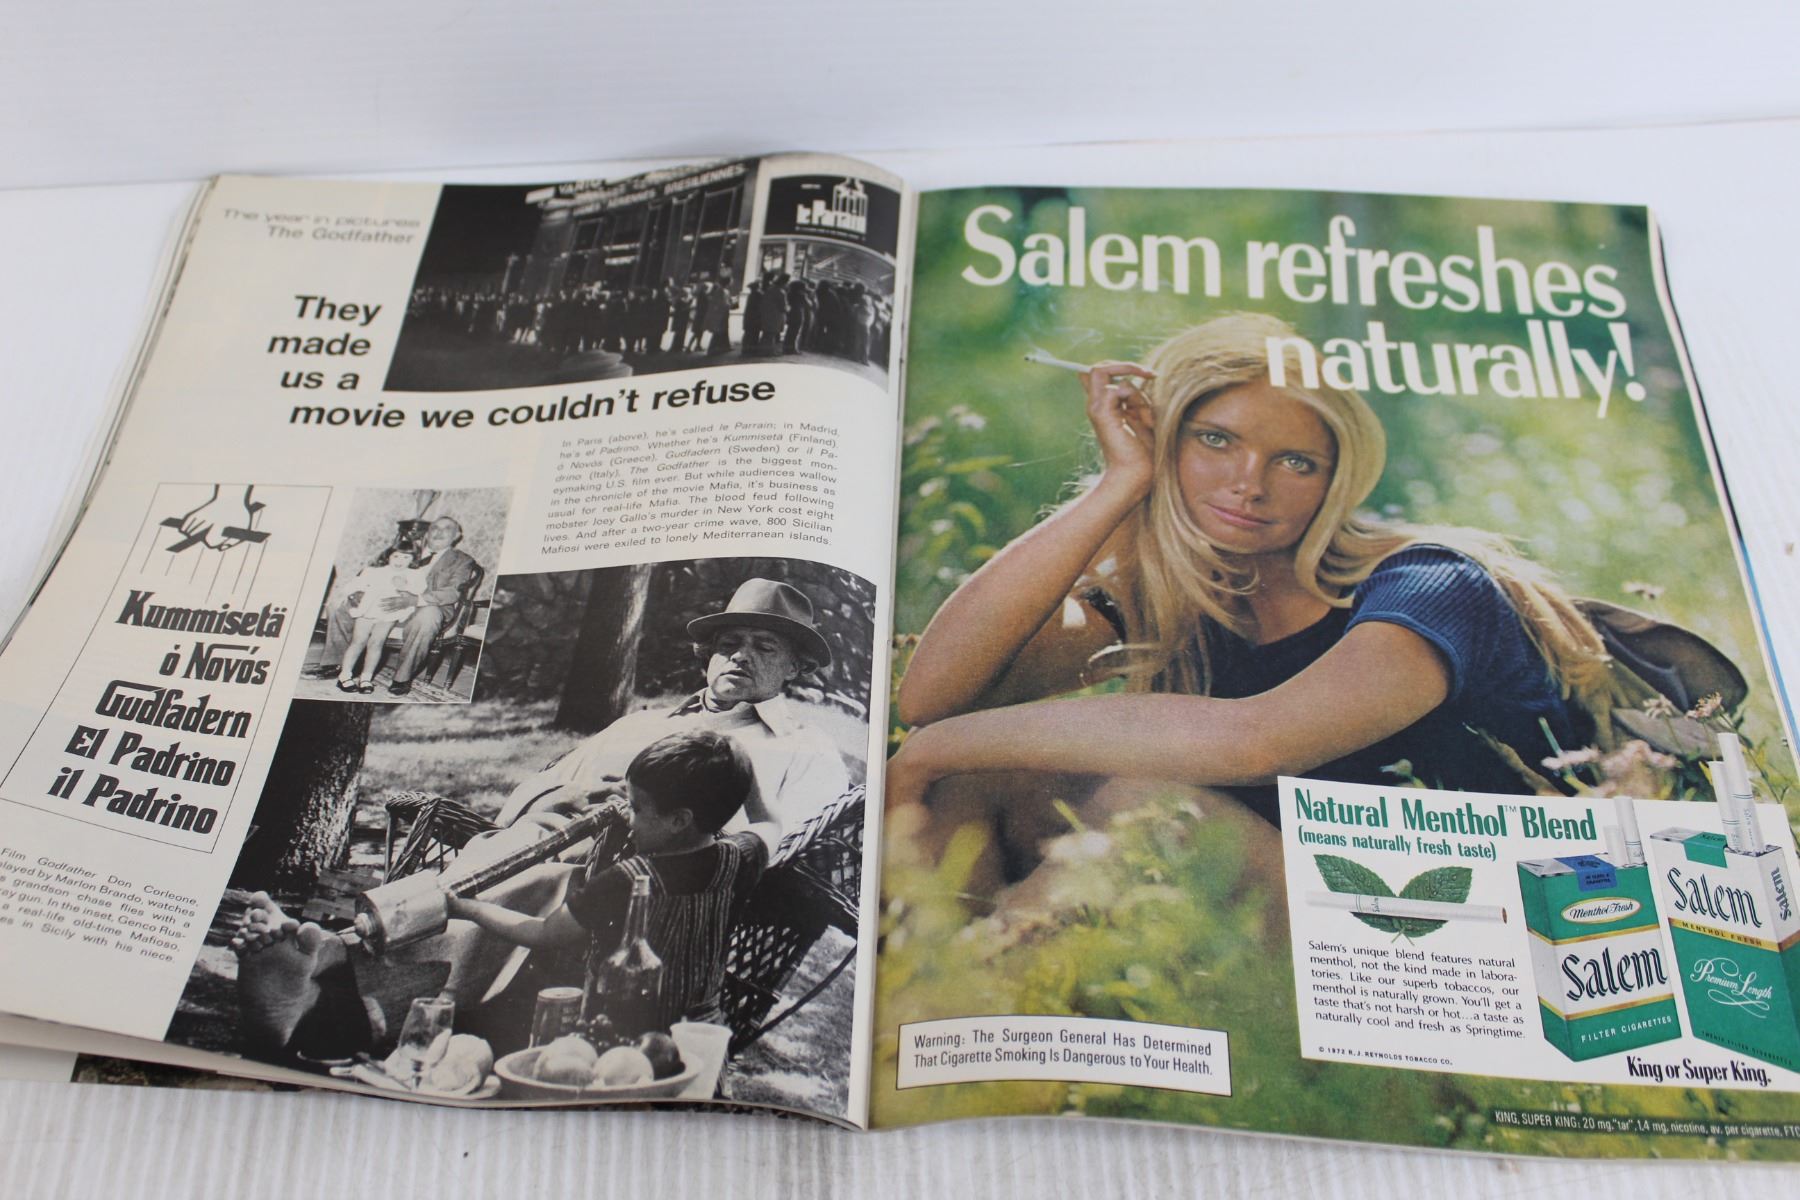 The year in pictures
The Godfather
VARIG
BRESILIENNES
le Parrain
They
made
us a
movie we couldn't refuse
In Paris (above), he's called le Parrain; in Madrid,
he's el Padrino. Whether he's Kummisetä (Finland),
ó Novós (Greece), Gudfadern (Sweden) or il Pa-
drino (Italy), The Godfather is the biggest mon-
eymaking U.S. film ever. But while audiences wallow
in the chronicle of the movie Mafia, it's business as
usual for real-life Mafia. The blood feud following
mobster Joey Gallo's murder in New York cost eight
lives. And after a two-year crime wave, 800 Sicilian
Mafiosi were exiled to lonely Mediterranean islands.
Kummisetä
ó Novós
Gudfadern
El Padrino
il Padrino
Film Godfather Don Corleone,
played by Marlon Brando, watches
grandson chase flies with a
gun. In the inset, Genco Rus-
a real-life old-time Mafioso,
in Sicily with his niece.
Salem refreshes
naturally!
Natural Menthol™ Blend
(means naturally fresh taste)
Salem
Salem's unique blend features natural
menthol, not the kind made in labora-
tories. Like our superb tobaccos, our
menthol is naturally grown. You'll get a
taste that's not harsh or hot...a taste as
naturally cool and fresh as Springtime.
© 1972 R. J. REYNOLDS TOBACCO CO.
Menthol Fresh
Salem
FILTER CIGARETTES
Salem
MENTHOL FRESH
Premium Length
Salem
King or Super King.
Warning: The Surgeon General Has Determined
That Cigarette Smoking Is Dangerous to Your Health.
KING, SUPER KING: 20 mg. "tar", 1.4 mg. nicotine, av. per cigarette, FTC